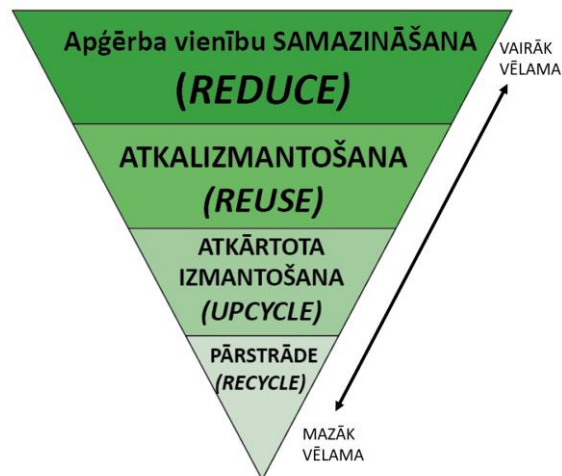 Apģērba vienību SAMAZINĀŠANA
(REDUCE)
VAIRĀK
VĒLAMA
ATKALIZMANTOŠANA
(REUSE)
ATKĀRTOTA
IZMANTOŠANA
(UPCYCLE)
PĀRSTRĀDE
(RECYCLE)
MAZĀK
VĒLAMA